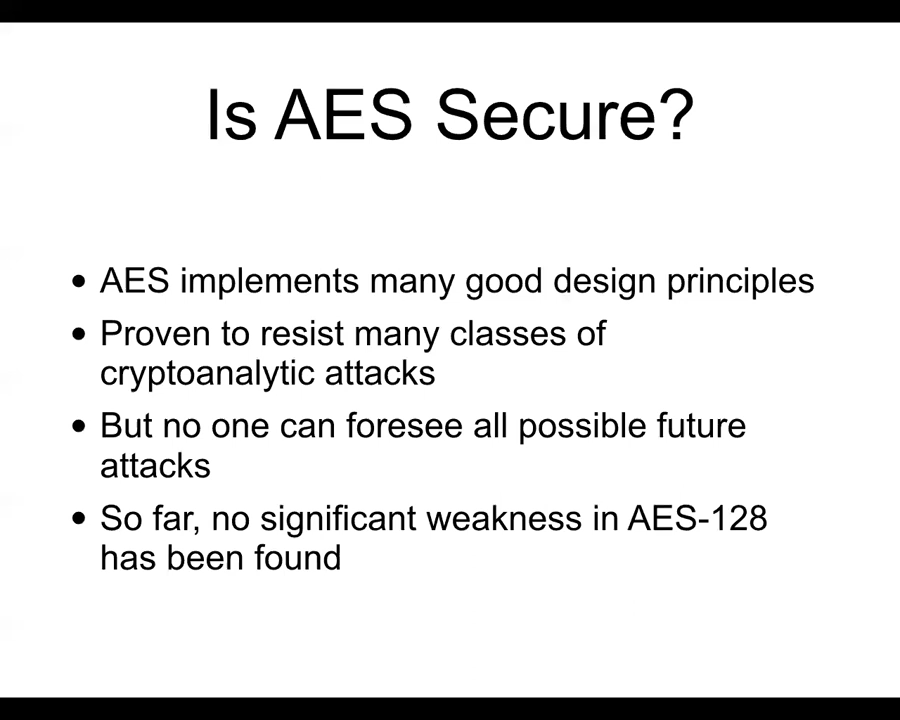 Is AES Secure?
• AES implements many good design principles
• Proven to resist many classes of
cryptoanalytic attacks
• But no one can foresee all possible future
attacks
• So far, no significant weakness in AES-128
has been found